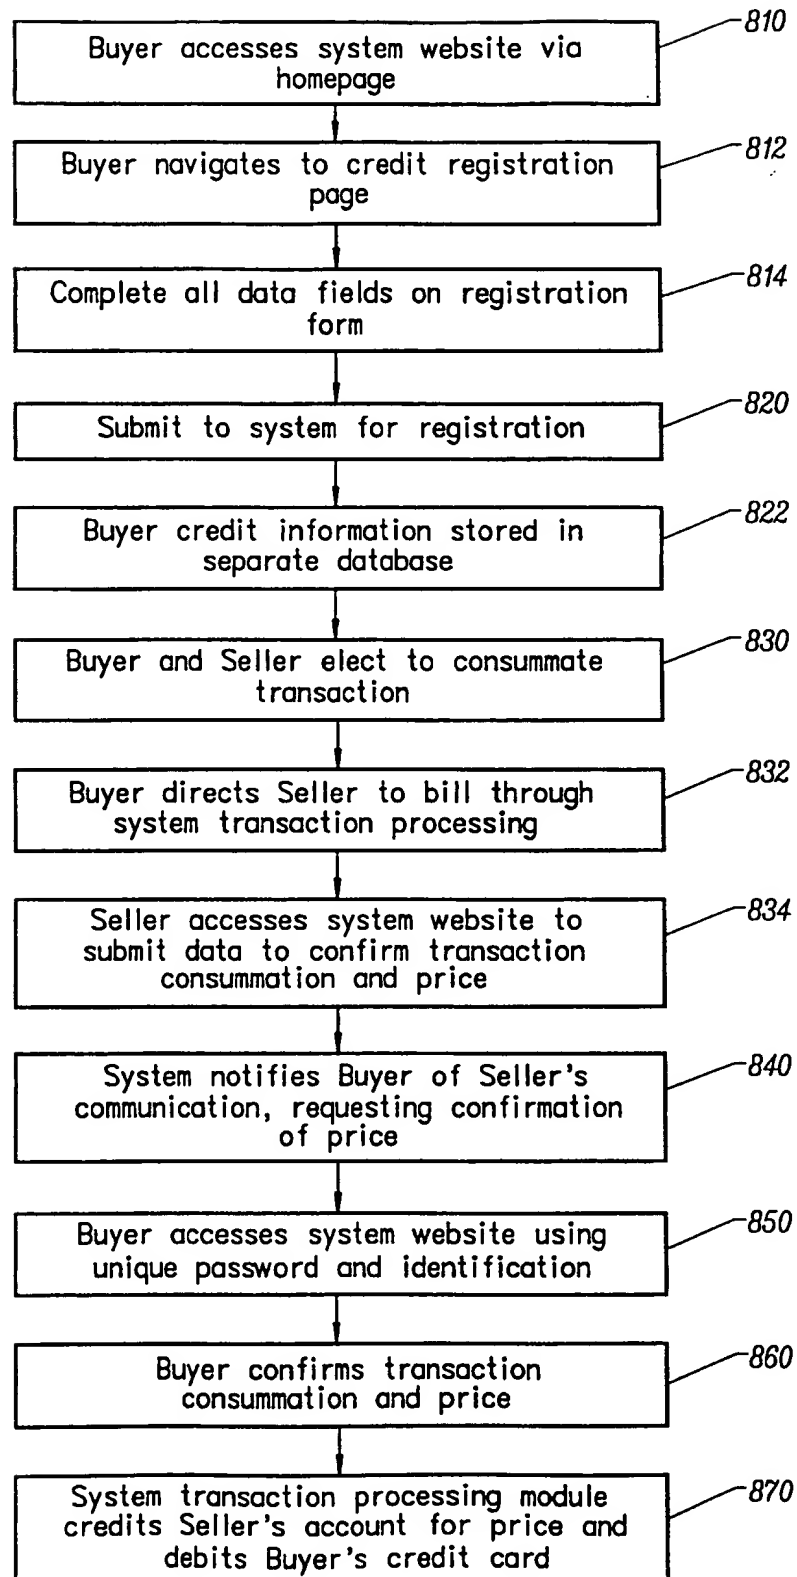 810
Buyer accesses system website via
homepage
812
Buyer navigates to credit registration
page
814
Complete all data fields on registration
form
820
Submit to system for registration
822
Buyer credit information stored in
separate database
830
Buyer and Seller elect to consummate
transaction
832
Buyer directs Seller to bill through
system transaction processing
834
Seller accesses system website to
submit data to confirm transaction
consummation and price
840
System notifies Buyer of Seller's
communication, requesting confirmation
of price
850
Buyer accesses system website using
unique password and identification
860
Buyer confirms transaction
consummation and price
870
System transaction processing module
credits Seller's account for price and
debits Buyer's credit card